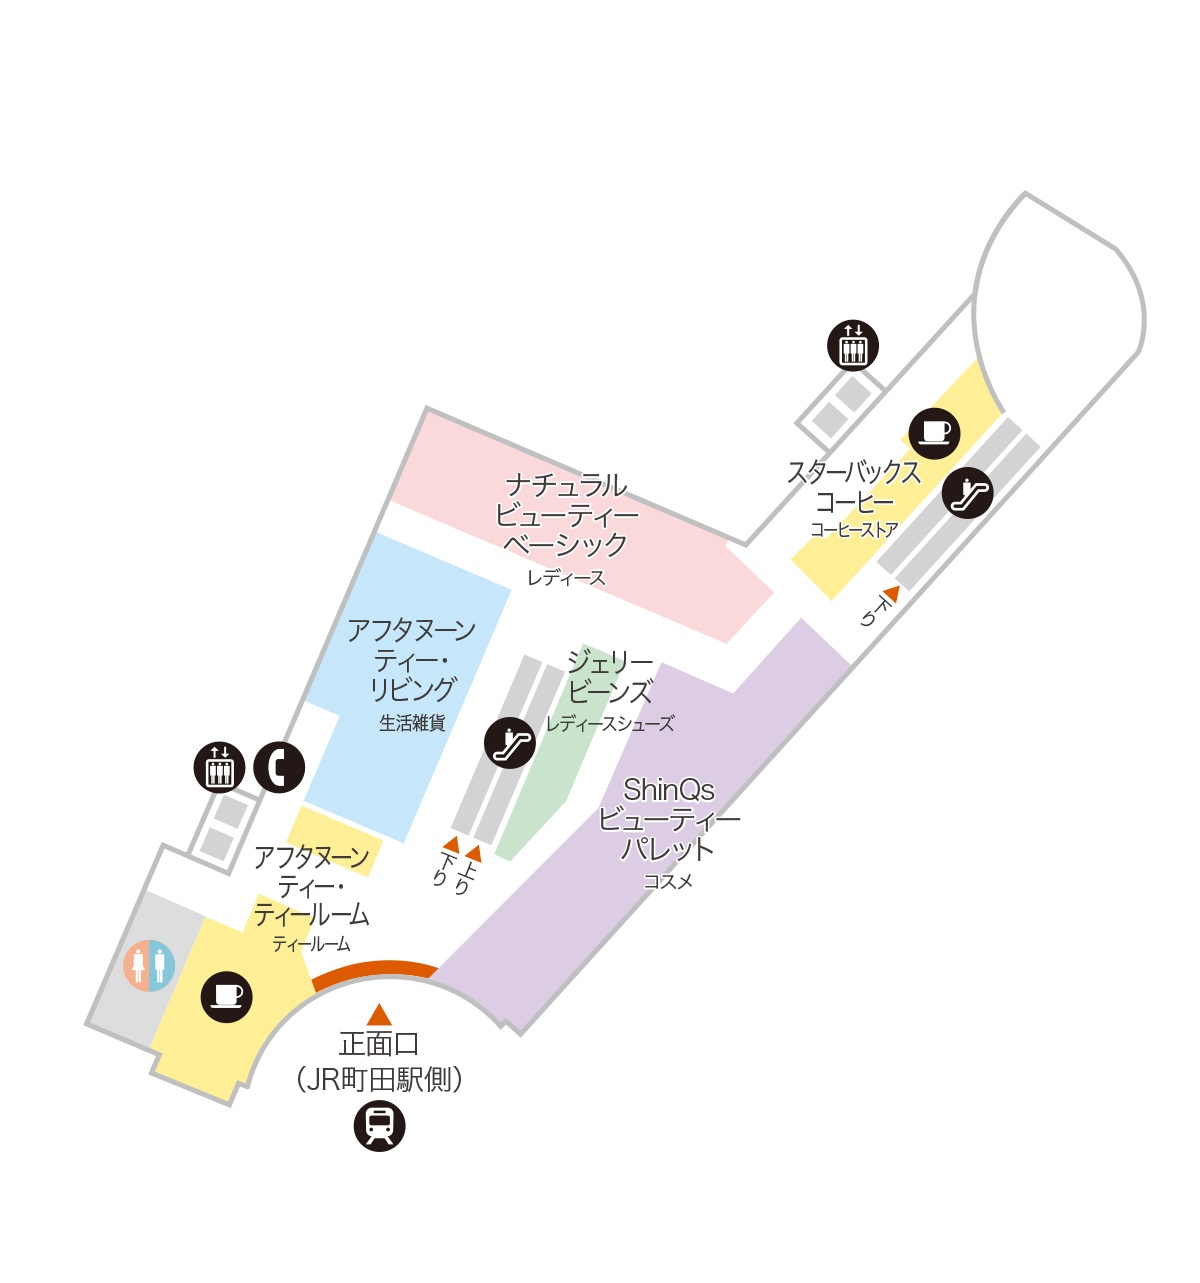 ナチュラル
ビューティー
ベーシック
レディース
スターバックス
コーヒー
コーヒーストア
下り
アフタヌーン
ティー・
リビング
生活雑貨
ジェリー
ビーンズ
レディースシューズ
ShinQs
ビューティー
パレット
コスメ
下り
上り
アフタヌーン
ティー・
ティールーム
ティールーム
正面口
（JR町田駅側）